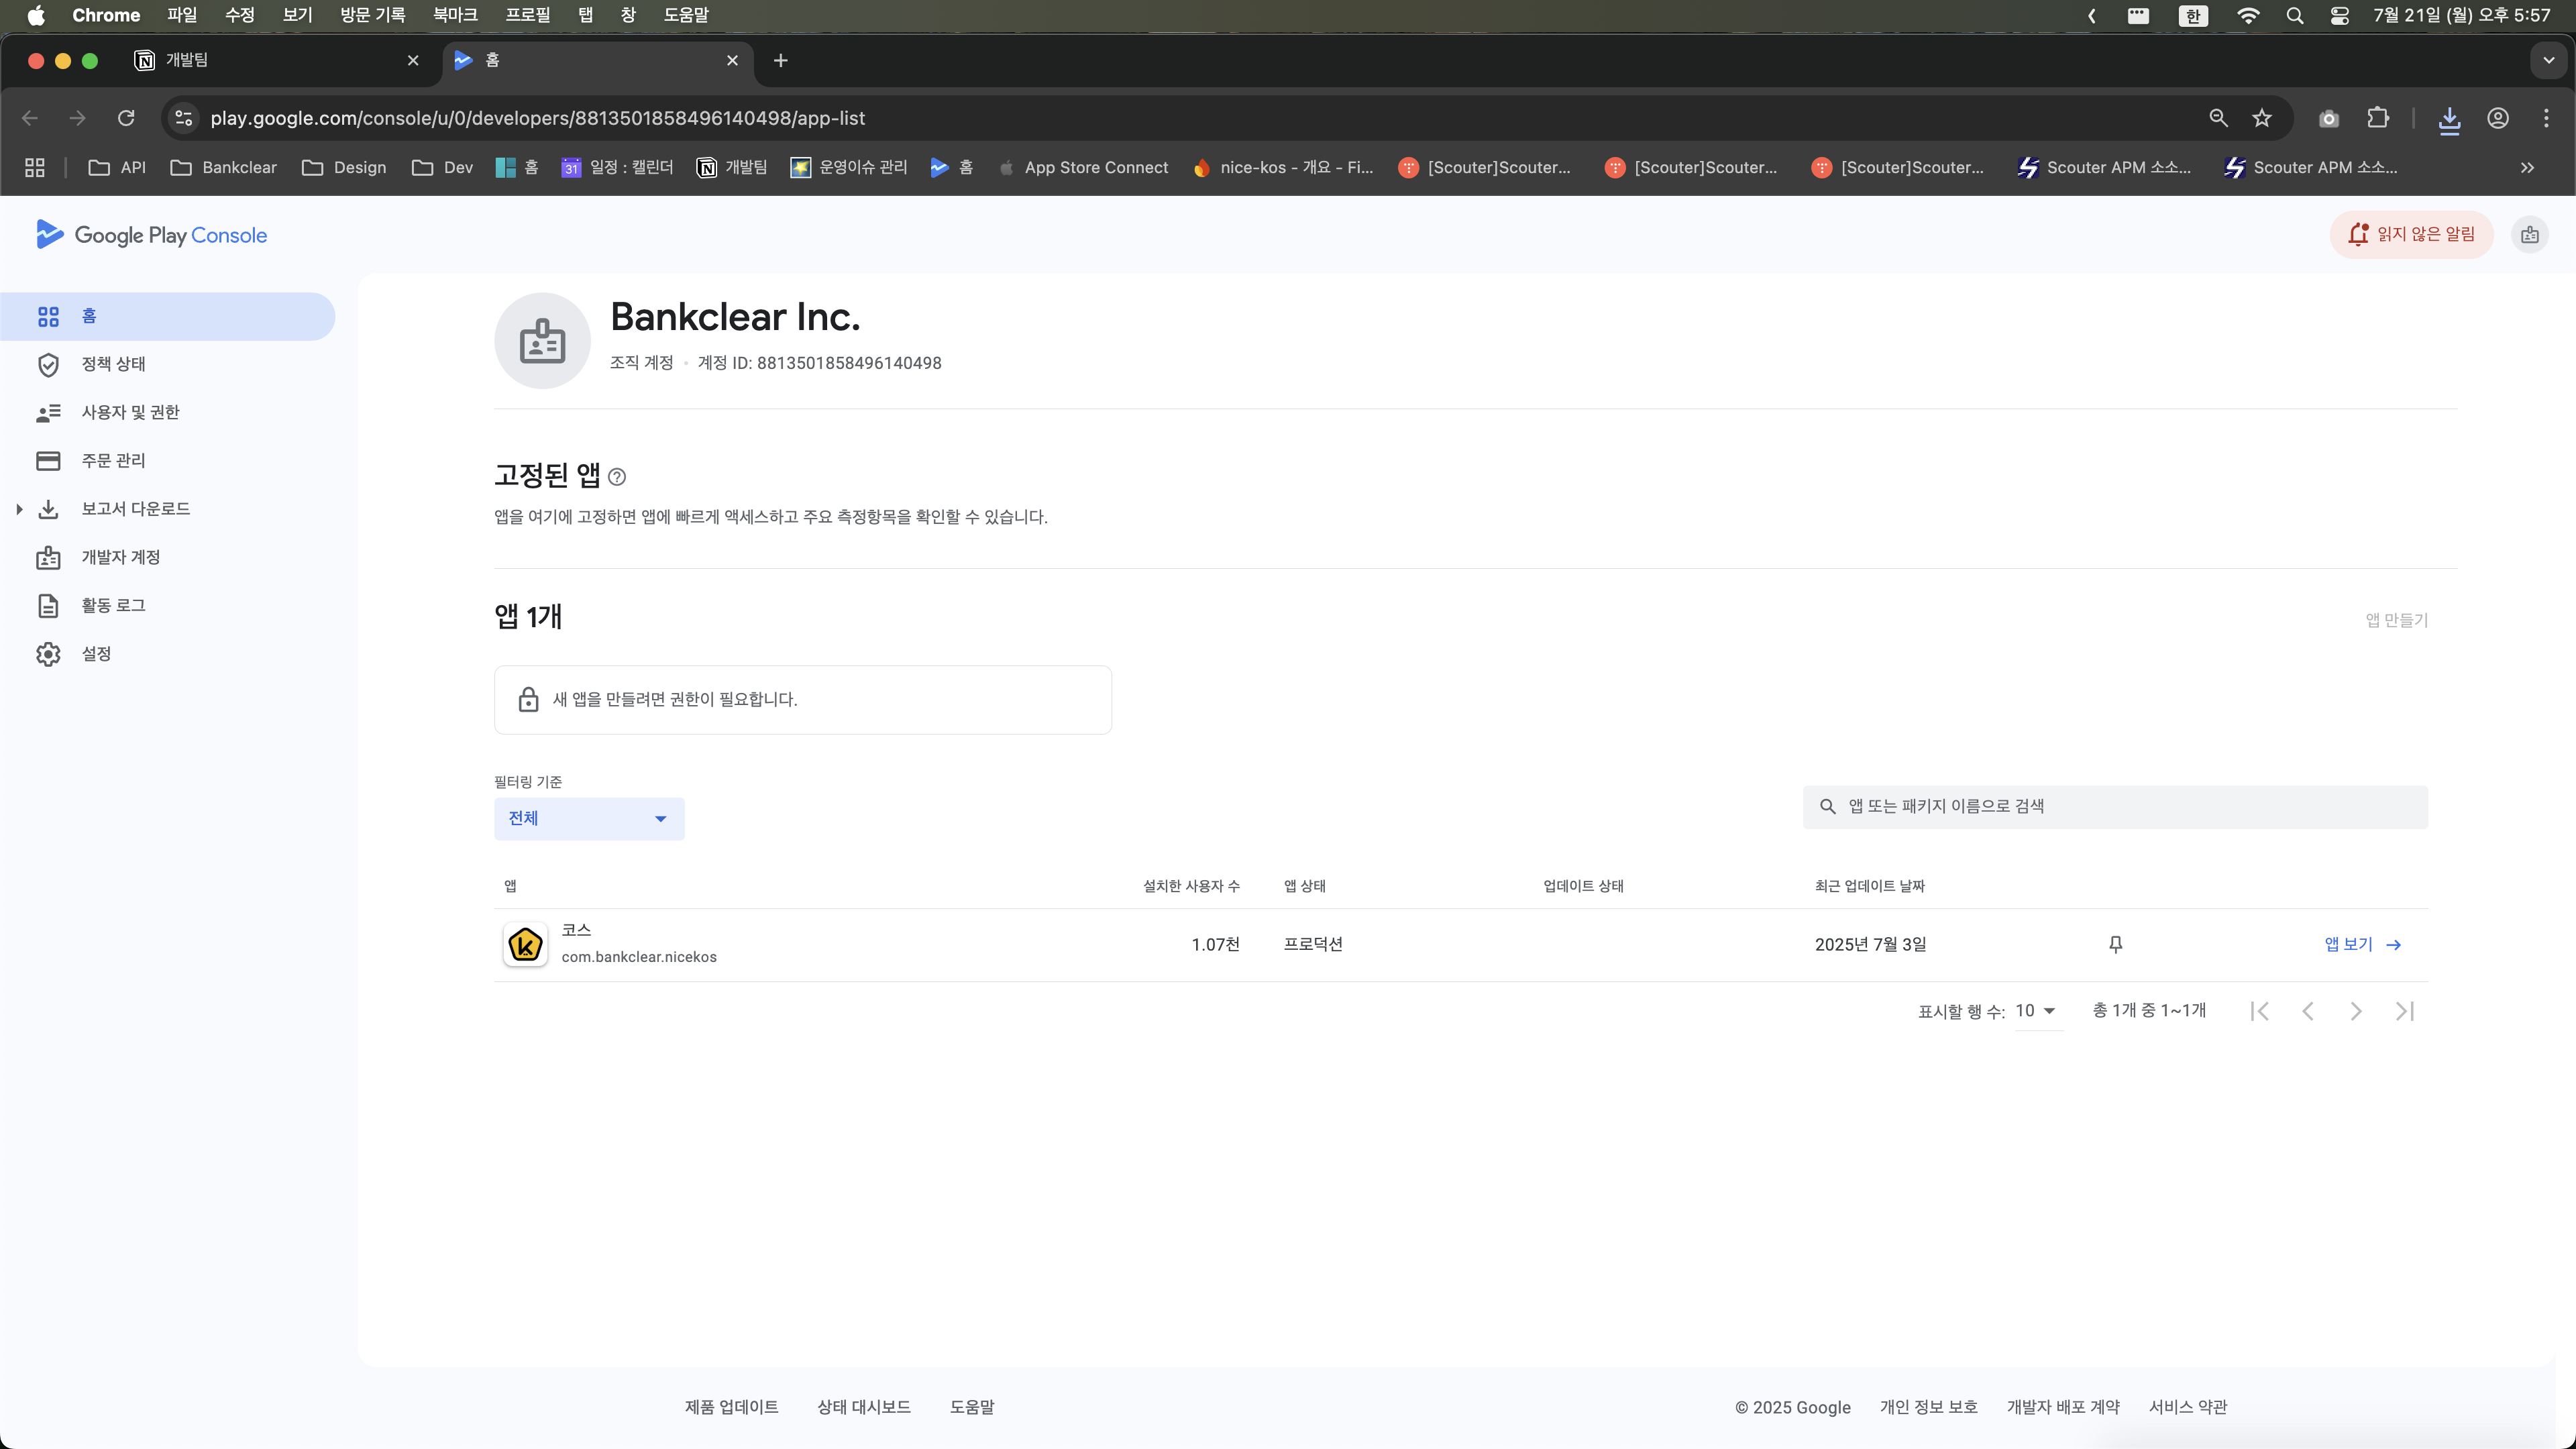 Chrome 파일 수정 보기 방문 기록 북마크 프로필 탭 창 도움말 한 7월 21일 (월) 오후 5:57
개발팀 홈
play.google.com/console/u/0/developers/8813501858496140498/app-list
API Bankclear Design Dev 홈 31 일정 : 캘린더 개발팀 운영이슈 관리 홈 App Store Connect nice-kos - 개요 - Fi... [Scouter]Scouter... [Scouter]Scouter... [Scouter]Scouter... Scouter APM 소소... Scouter APM 소소...
Google Play Console
읽지 않은 알림
홈
정책 상태
사용자 및 권한
주문 관리
보고서 다운로드
개발자 계정
활동 로그
설정
Bankclear Inc.
조직 계정 • 계정 ID: 8813501858496140498
고정된 앱
앱을 여기에 고정하면 앱에 빠르게 액세스하고 주요 측정항목을 확인할 수 있습니다.
앱 1개
앱 만들기
새 앱을 만들려면 권한이 필요합니다.
필터링 기준
전체
앱 또는 패키지 이름으로 검색
앱 설치한 사용자 수 앱 상태 업데이트 상태 최근 업데이트 날짜
코스
com.bankclear.nicekos
1.07천 프로덕션 2025년 7월 3일 앱 보기
표시할 행 수: 10 총 1개 중 1~1개
제품 업데이트 상태 대시보드 도움말
© 2025 Google 개인 정보 보호 개발자 배포 계약 서비스 약관